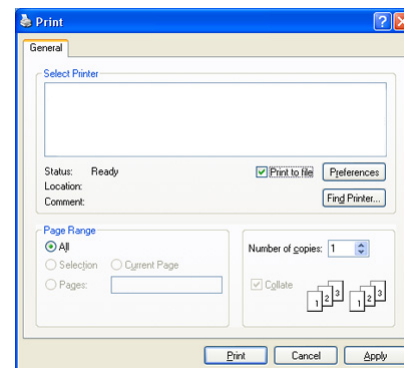 Print
General
Select Printer
Status: Ready
Print to file
Preferences
Location:
Comment:
Find Printer...
Page Range
All
Selection
Current Page
Pages:
Number of copies: 1
Collate
1 2 3 1 2 3
Print
Cancel
Apply